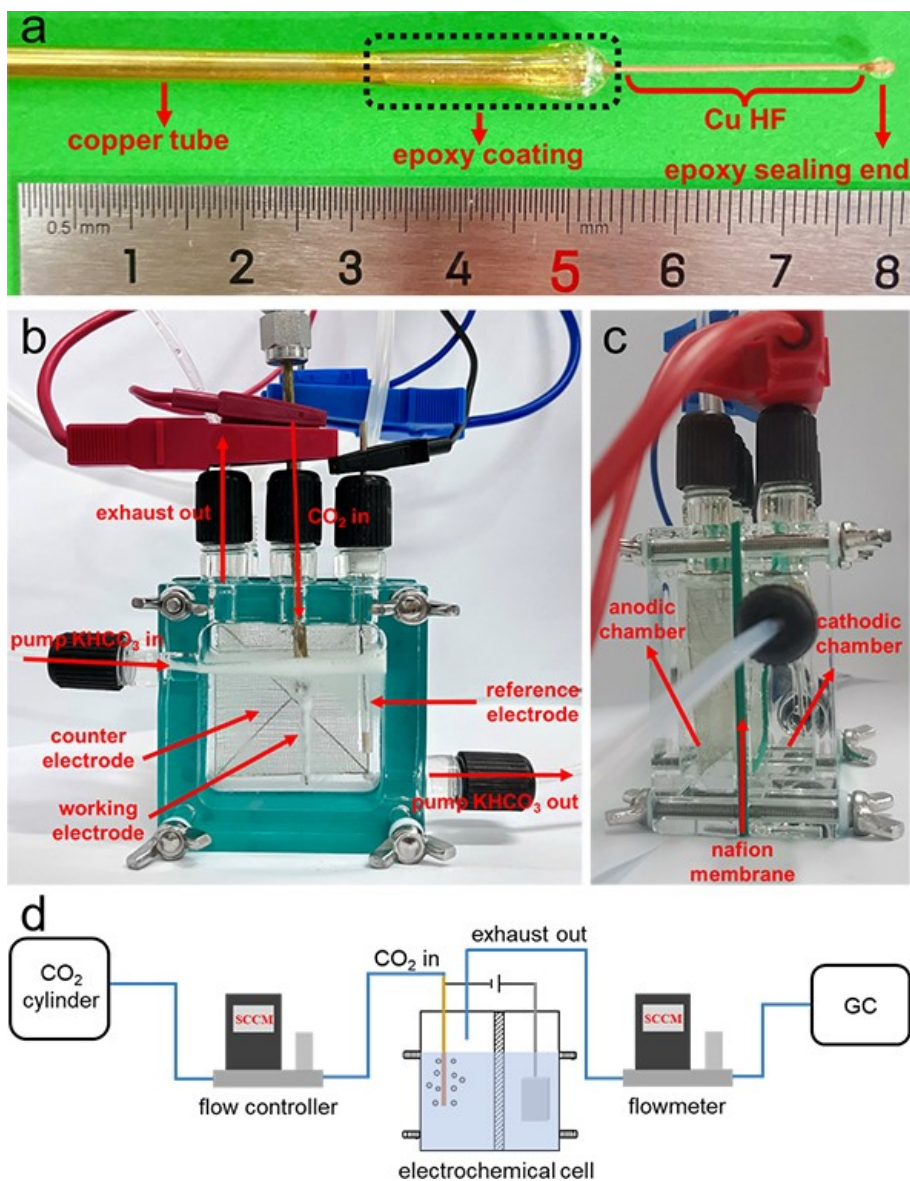 a
copper tube
epoxy coating
Cu HF
epoxy sealing end
0.5 mm
mm
1 2 3 4 5 6 7 8
b
exhaust out
CO₂ in
pump KHCO₃ in
counter
electrode
working
electrode
reference
electrode
pump KHCO₃ out
c
anodic
chamber
cathodic
chamber
nafion
membrane
d
CO₂
cylinder
SCCM
flow controller
CO₂ in
exhaust out
electrochemical cell
SCCM
flowmeter
GC